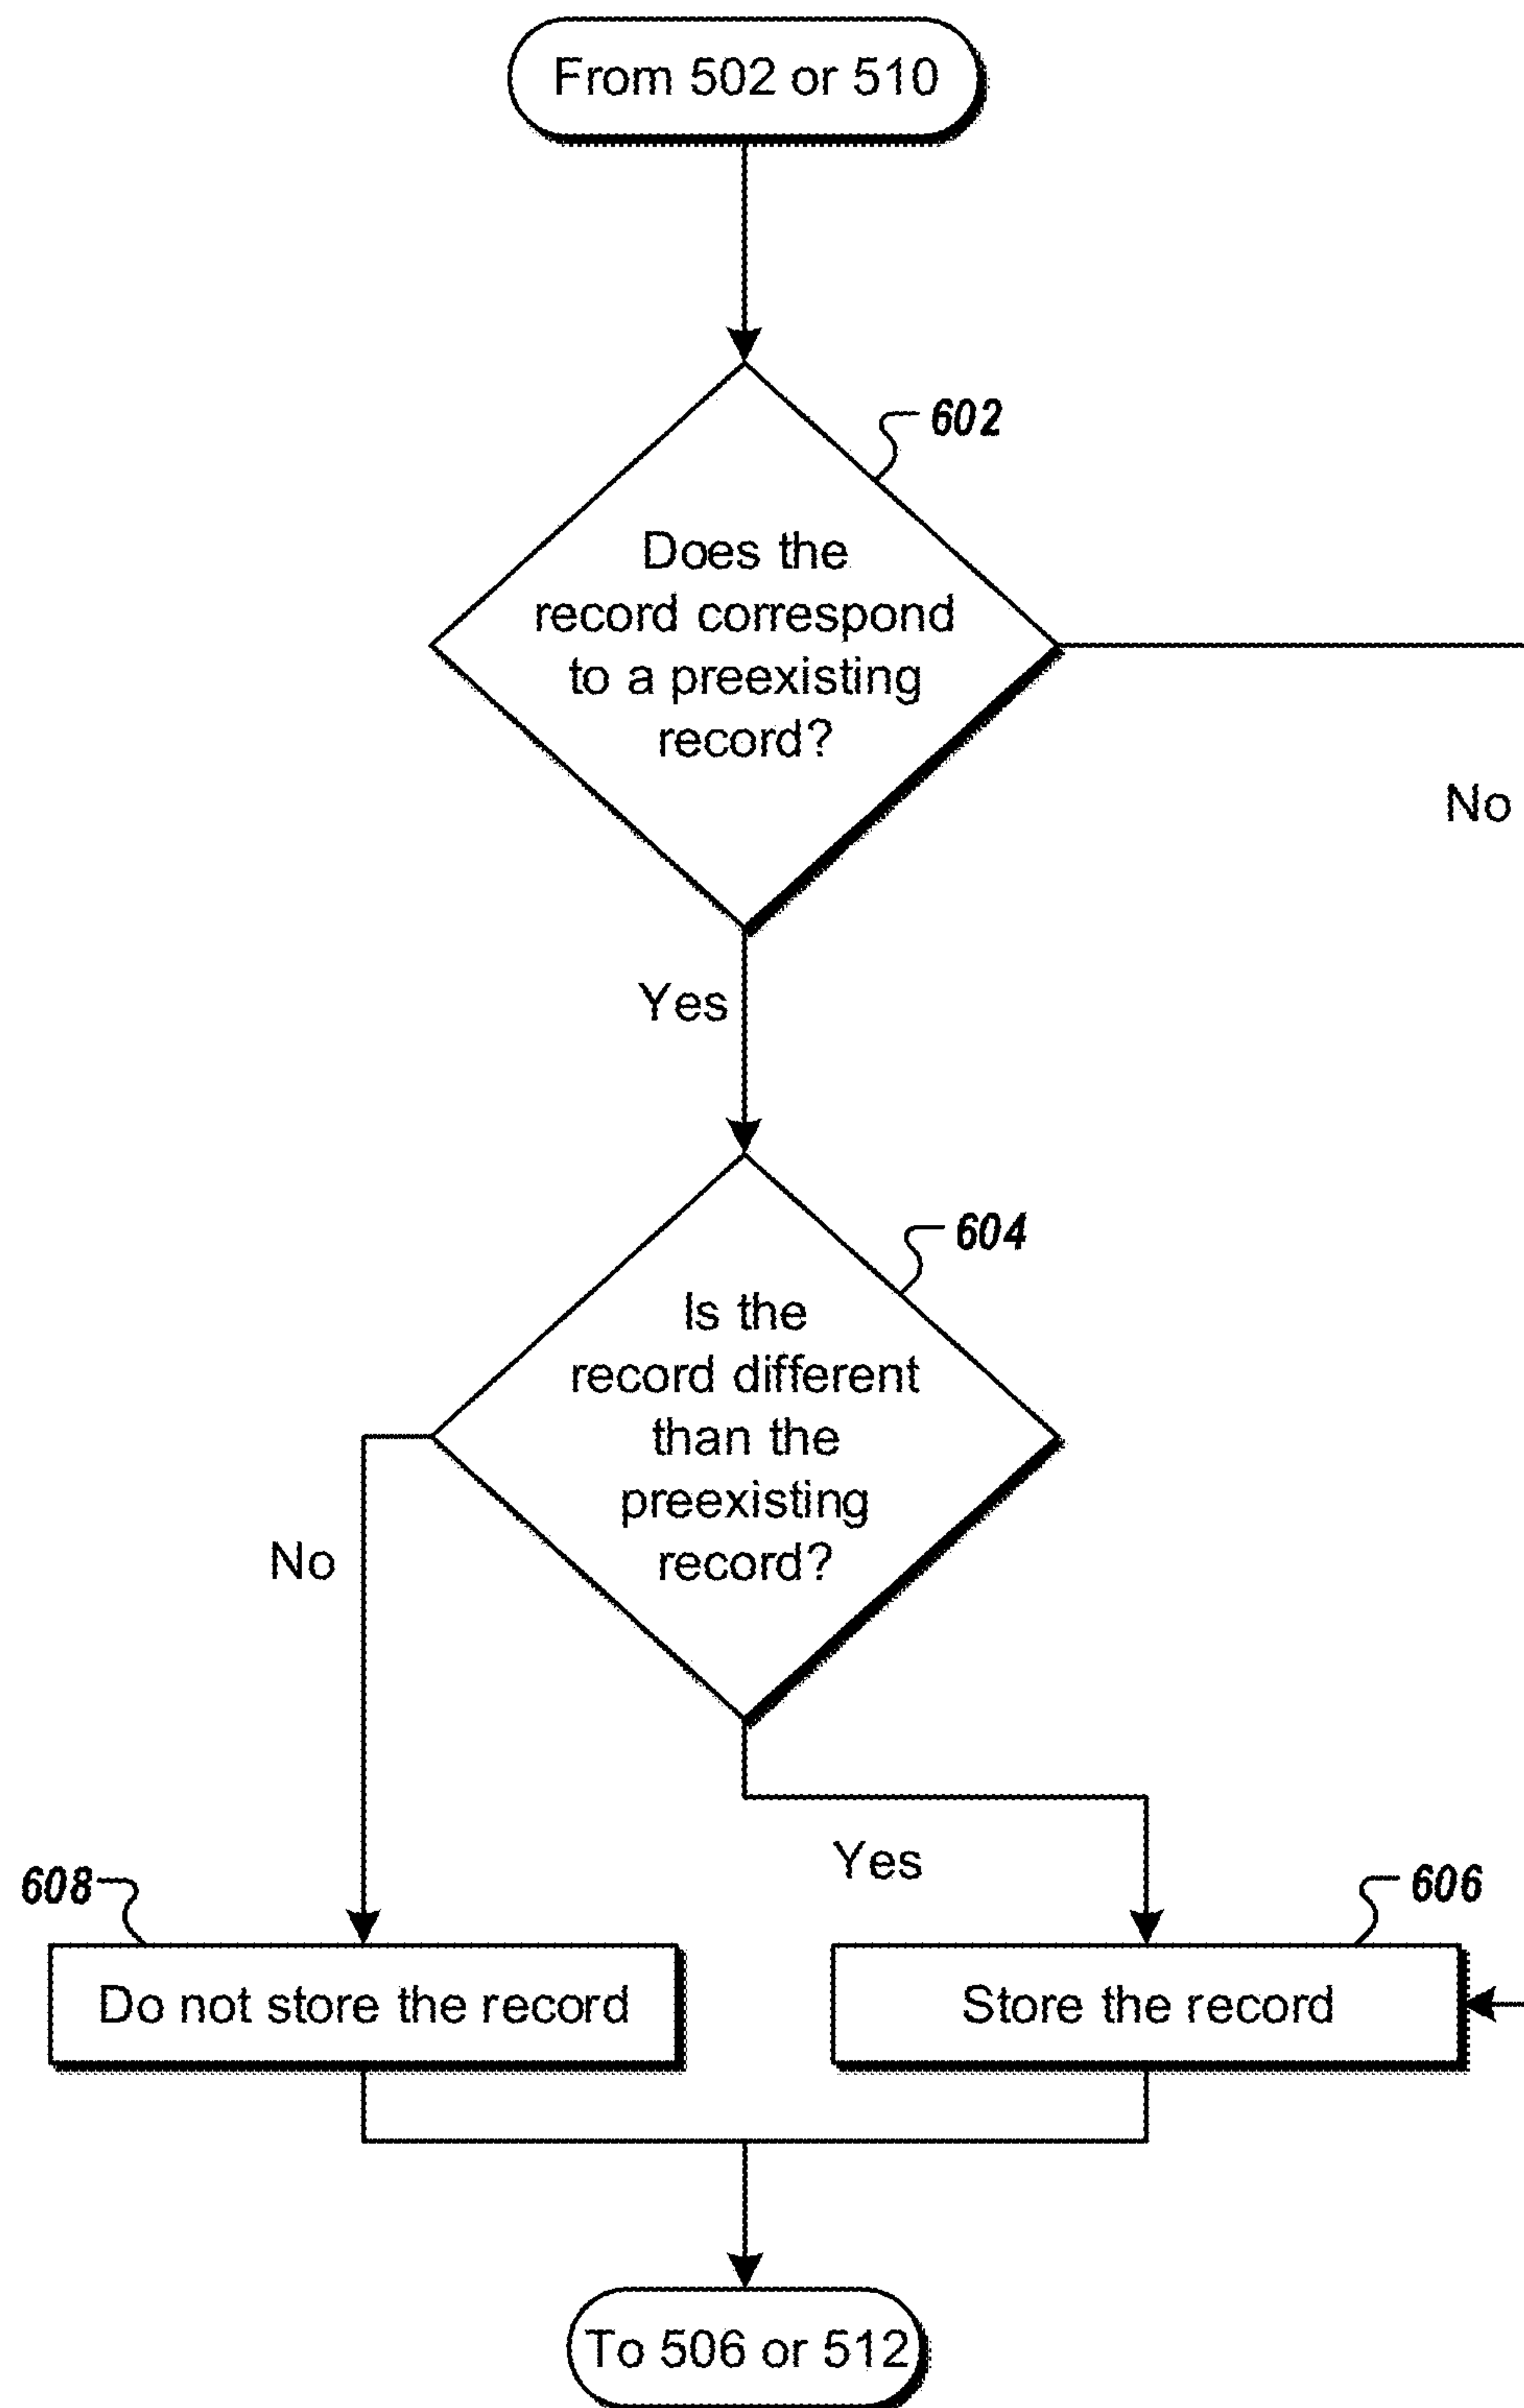 From 502 or 510
602
Does the
record correspond
to a preexisting
record?
No
Yes
604
Is the
record different
than the
preexisting
record?
No
Yes
608
606
Do not store the record
Store the record
To 506 or 512